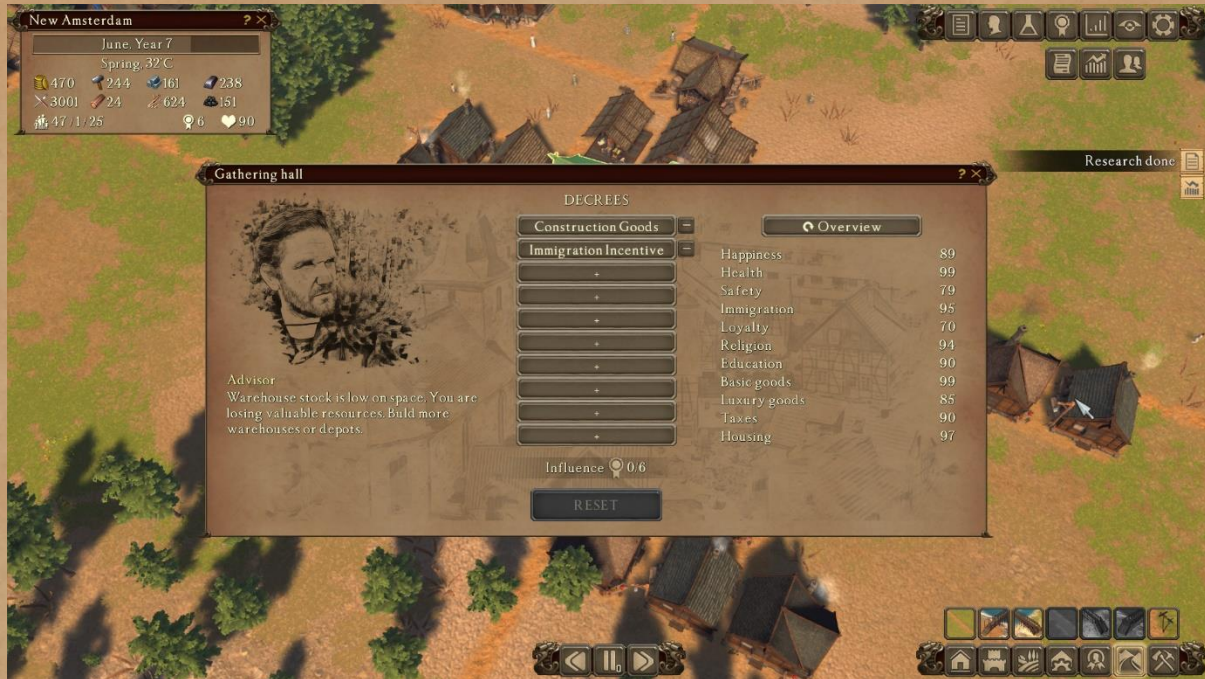 New Amsterdam
?
June, Year 7
Spring, 32°C
470 244 161 238
3001 24 624 151
47 /1/25 6 90
Research done
Gathering hall
?
DECREES
Construction Goods
Immigration Incentive
Influence 0/6
RESET
Advisor
Warehouse stock is low on space. You are
losing valuable resources. Buld more
warehouses or depots.
Overview
Happiness 89
Health 99
Safety 79
Immigration 95
Loyalty 70
Religion 94
Education 90
Basic goods 99
Luxury goods 85
Taxes 90
Housing 97